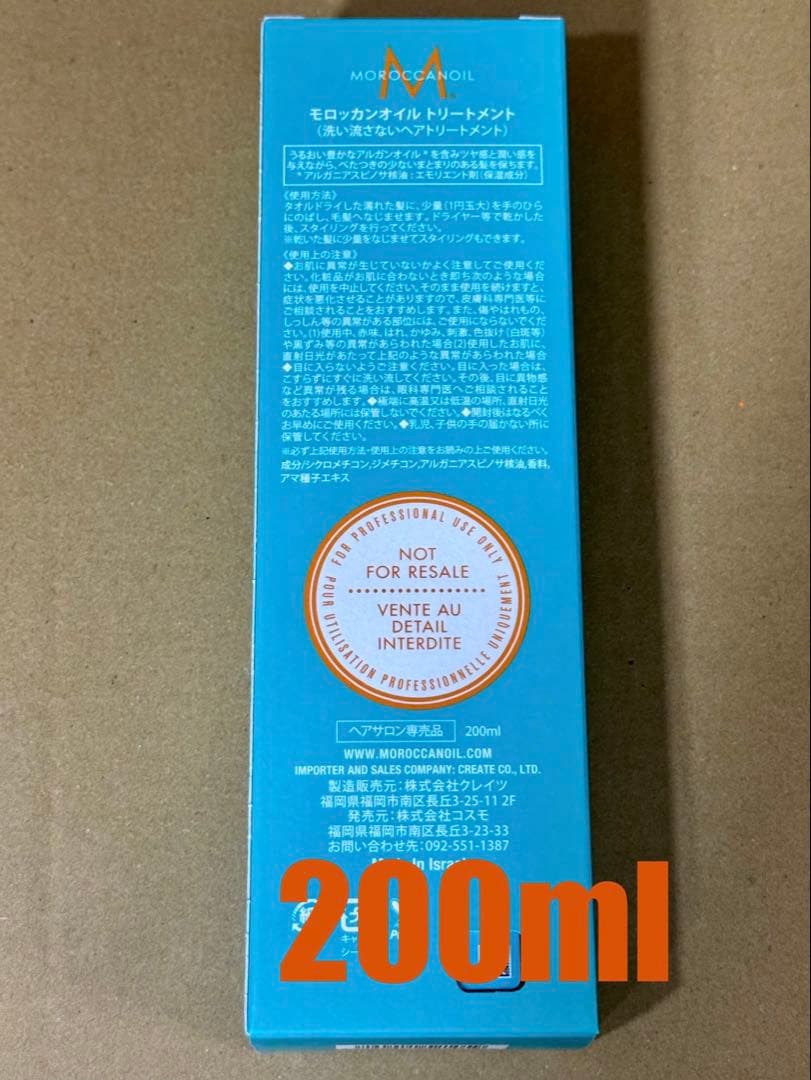 M
MOROCCANOIL
モロッカンオイル トリートメント
(洗い流さないヘアトリートメント)
うるおい豊かなアルガンオイル*を含みツヤ感と潤い感を
与えながら、べたつきの少ないまとまりのある髪を保ちます。
*アルガニアスピノサ核油:エモリエント剤(保湿成分)
《使用方法》
タオルドライした濡れた髪に、少量(1円玉大)を手のひら
にのばし、毛髪へなじませます。ドライヤー等で乾かした
後、スタイリングを行ってください。
※乾いた髪に少量をなじませてスタイリングもできます。
《使用上の注意》
◆お肌に異常が生じていないかよく注意してご使用くだ
さい。化粧品がお肌に合わないとき即ち次のような場合
には、使用を中止してください。そのまま使用を続けますと、
症状を悪化させることがありますので、皮膚科専門医等に
ご相談されることをおすすめします。また、傷やはれもの、
しっしん等の異常がある部位には、ご使用にならないでくだ
さい。(1)使用中、赤味、はれ、かゆみ、刺激、色抜け(白斑等)
や黒ずみ等の異常があらわれた場合(2)使用したお肌に、
直射日光があたって上記のような異常があらわれた場合
◆目に入らないようご注意ください。目に入った場合は、
こすらずにすぐに洗い流してください。その後、目に異物感
など異常が残る場合は、眼科専門医へご相談されること
をおすすめします。◆極端に高温又は低温の場所、直射日光
のあたる場所には保管しないでください。◆開封後はなるべく
お早めにご使用ください。◆乳児、子供の手の届かない所に
保管してください。
※必ず上記使用方法・使用上の注意をお読みの上ご使用ください。
成分/シクロメチコン,ジメチコン,アルガニアスピノサ核油,香料,
アマ種子エキス
FOR PROFESSIONAL USE ONLY
NOT
FOR RESALE
VENTE AU
DETAIL
INTERDITE
POUR UTILISATION PROFESSIONNELLE UNIQUEMENT
ヘアサロン専売品 200ml
WWW.MOROCCANOIL.COM
IMPORTER AND SALES COMPANY: CREATE CO., LTD.
製造販売元:株式会社クレイツ
福岡県福岡市南区長丘3-25-11 2F
発売元:株式会社コスモ
福岡県福岡市南区長丘3-23-33
お問い合わせ先:092-551-1387
In Israel
200ml